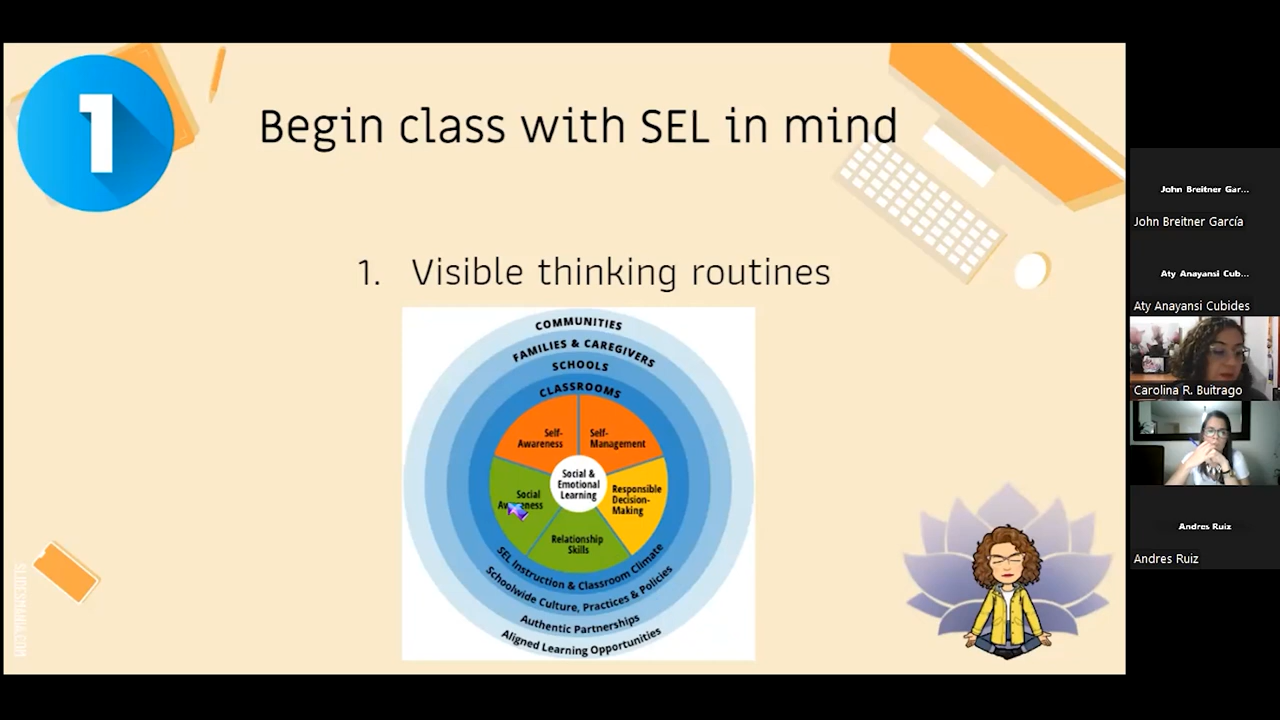 1
Begin class with SEL in mind
1. Visible thinking routines
COMMUNITIES
FAMILIES & CAREGIVERS
SCHOOLS
CLASSROOMS
Self-
Awareness
Self-
Management
Social &
Emotional
Learning
Social
Awareness
Responsible
Decision-
Making
Relationship
Skills
SEL Instruction & Classroom Climate
Schoolwide Culture, Practices & Policies
Authentic Partnerships
Aligned Learning Opportunities
SLIDESMANIA.COM
John Breitner Gar...
John Breitner García
Aty Anayansi Cub...
Aty Anayansi Cubides
Carolina R. Buitrago
Andres Ruiz
Andres Ruiz